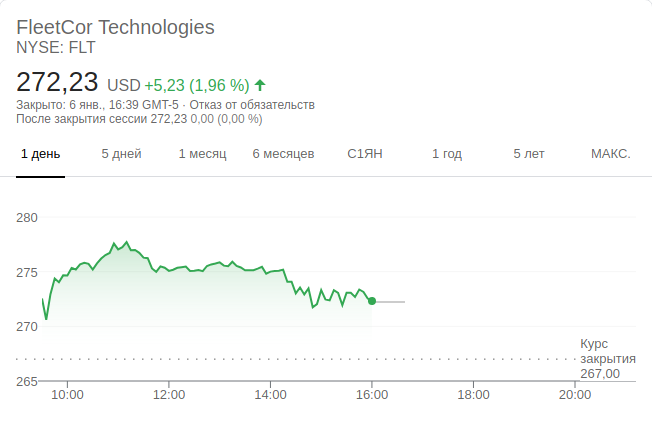 FleetCor Technologies
NYSE: FLT
272,23 USD +5,23 (1,96 %)
Закрыто: 6 янв., 16:39 GMT-5 · Отказ от обязательств
После закрытия сессии 272,23 0,00 (0,00 %)
1 день 5 дней 1 месяц 6 месяцев С1ЯН 1 год 5 лет МАКС.
280
275
270
Курс
закрытия
267,00
265
10:00 12:00 14:00 16:00 18:00 20:00